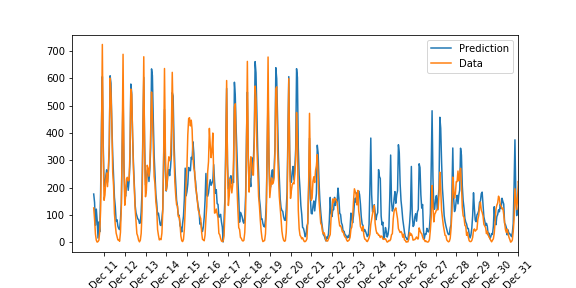 Prediction
Data
700
600
500
400
300
200
100
0
Dec 11
Dec 12
Dec 13
Dec 14
Dec 15
Dec 16
Dec 17
Dec 18
Dec 19
Dec 20
Dec 21
Dec 22
Dec 23
Dec 24
Dec 25
Dec 26
Dec 27
Dec 28
Dec 29
Dec 30
Dec 31